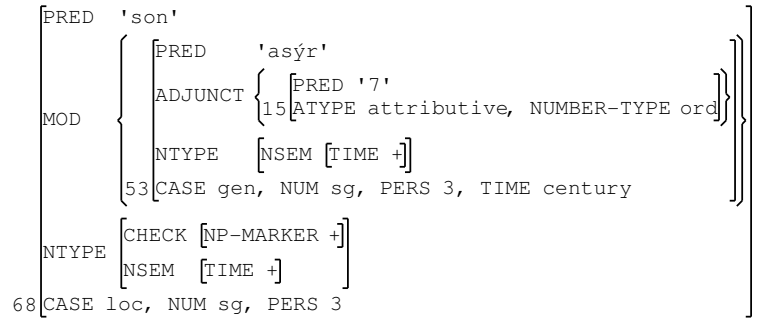 PRED 'son'
PRED 'asýr'
PRED '7'
ADJUNCT
15 ATYPE attributive, NUMBER-TYPE ord
MOD
NTYPE [NSEM [TIME +]]
53 CASE gen, NUM sg, PERS 3, TIME century
CHECK [NP-MARKER +]
NTYPE
NSEM [TIME +]
68 CASE loc, NUM sg, PERS 3